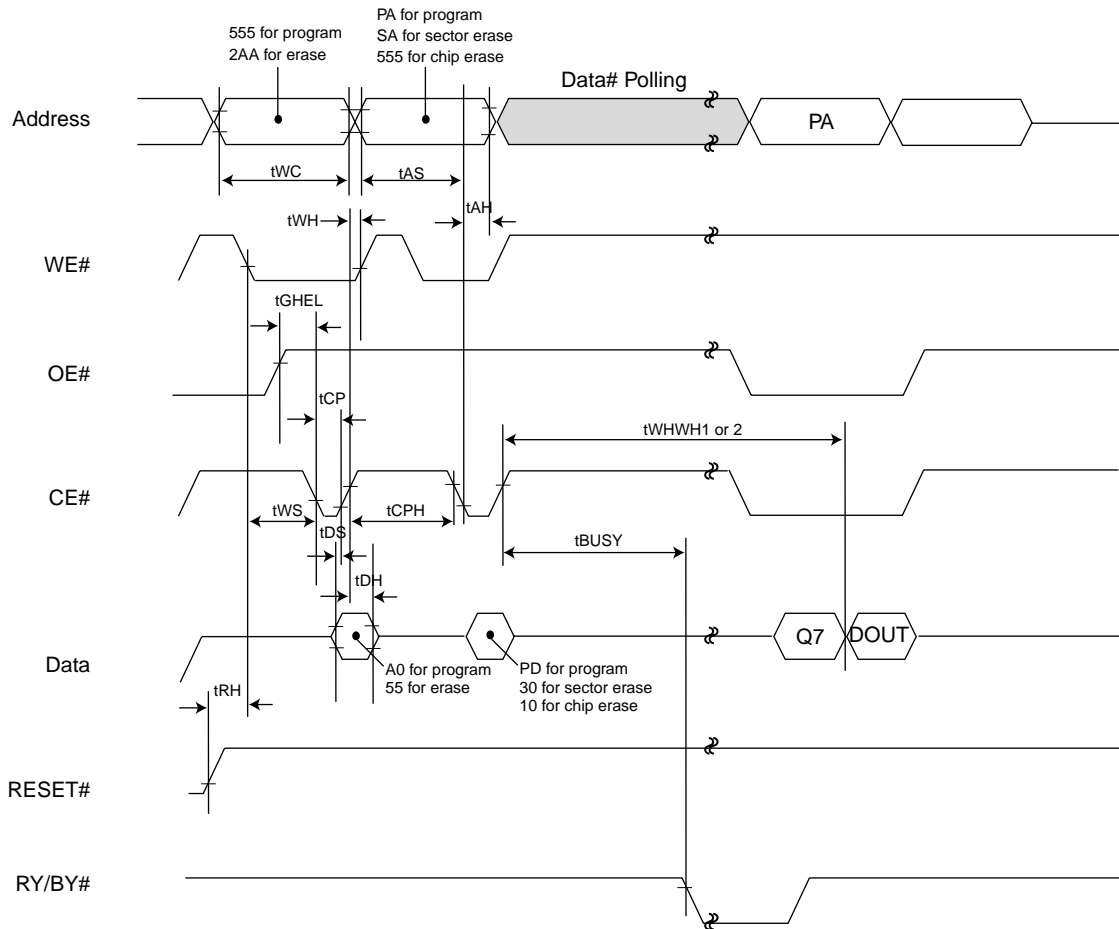 555 for program
2AA for erase
PA for program
SA for sector erase
555 for chip erase
Data# Polling
Address
PA
tWC
tAS
tAH
tWH
WE#
tGHEL
OE#
tCP
tWHWH1 or 2
CE#
tWS
tCPH
tDS
tBUSY
tDH
Q7
DOUT
Data
A0 for program
55 for erase
PD for program
30 for sector erase
10 for chip erase
tRH
RESET#
RY/BY#